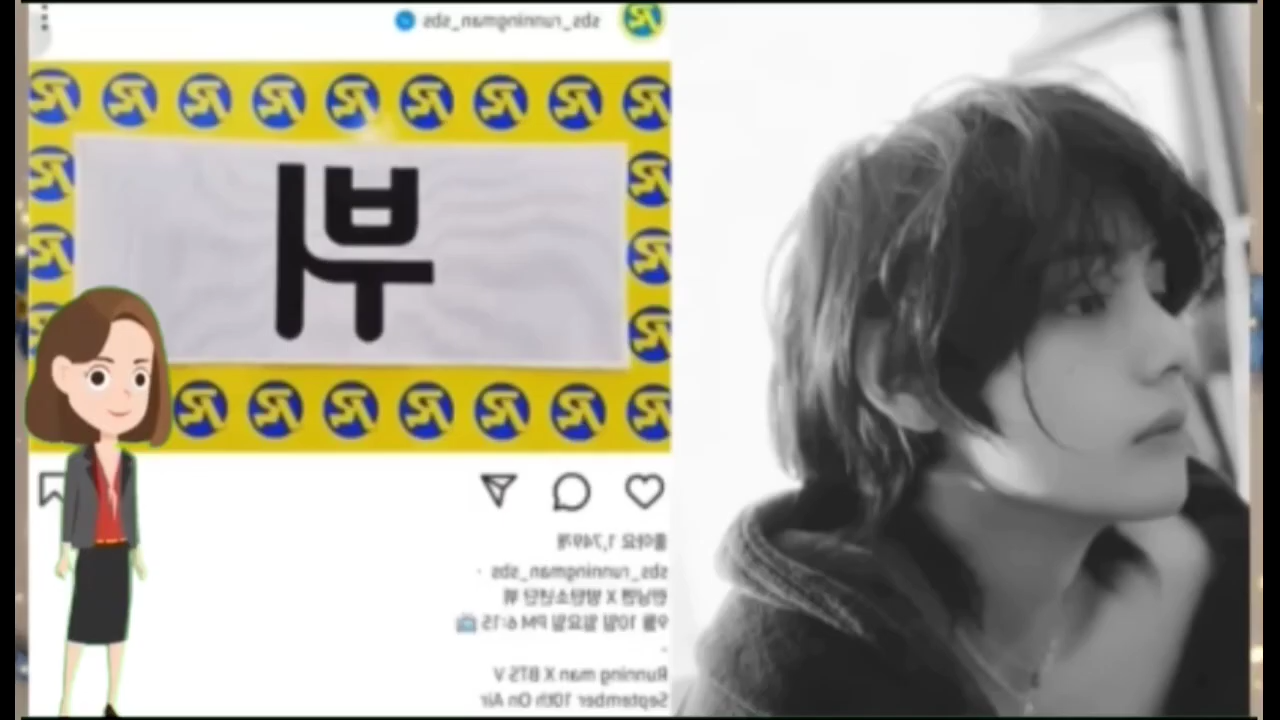 sbs_runningman_sbs
뷔
좋아요 1,749개
sbs_runningman_sbs ·
런닝맨 X 방탄소년단 뷔
9월 10일 일요일 PM 6:15 📺
-
Running man X BTS V
September 10th On Air